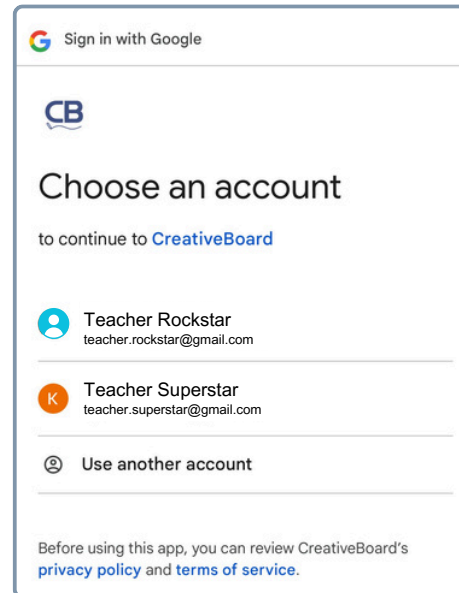 Sign in with Google
CB
Choose an account
to continue to CreativeBoard
Teacher Rockstar
teacher.rockstar@gmail.com
K
Teacher Superstar
teacher.superstar@gmail.com
Use another account
Before using this app, you can review CreativeBoard's
privacy policy and terms of service.